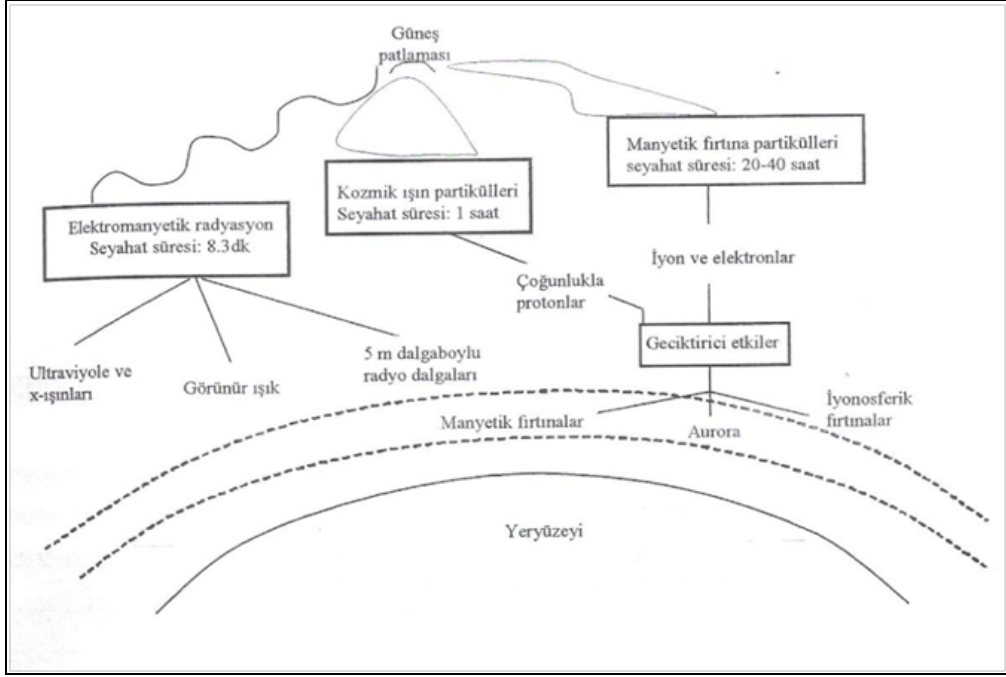 Güneş
patlaması
Manyetik fırtına partikülleri
seyahat süresi: 20-40 saat
Kozmik ışın partikülleri
Seyahat süresi: 1 saat
Elektromanyetik radyasyon
Seyahat süresi: 8.3dk
İyon ve elektronlar
Çoğunlukla
protonlar
Geciktirici etkiler
5 m dalgaboylu
radyo dalgaları
Ultraviyole ve
x-ışınları
Görünür ışık
İyonosferik
fırtınalar
Manyetik fırtınalar
Aurora
Yeryüzeyi